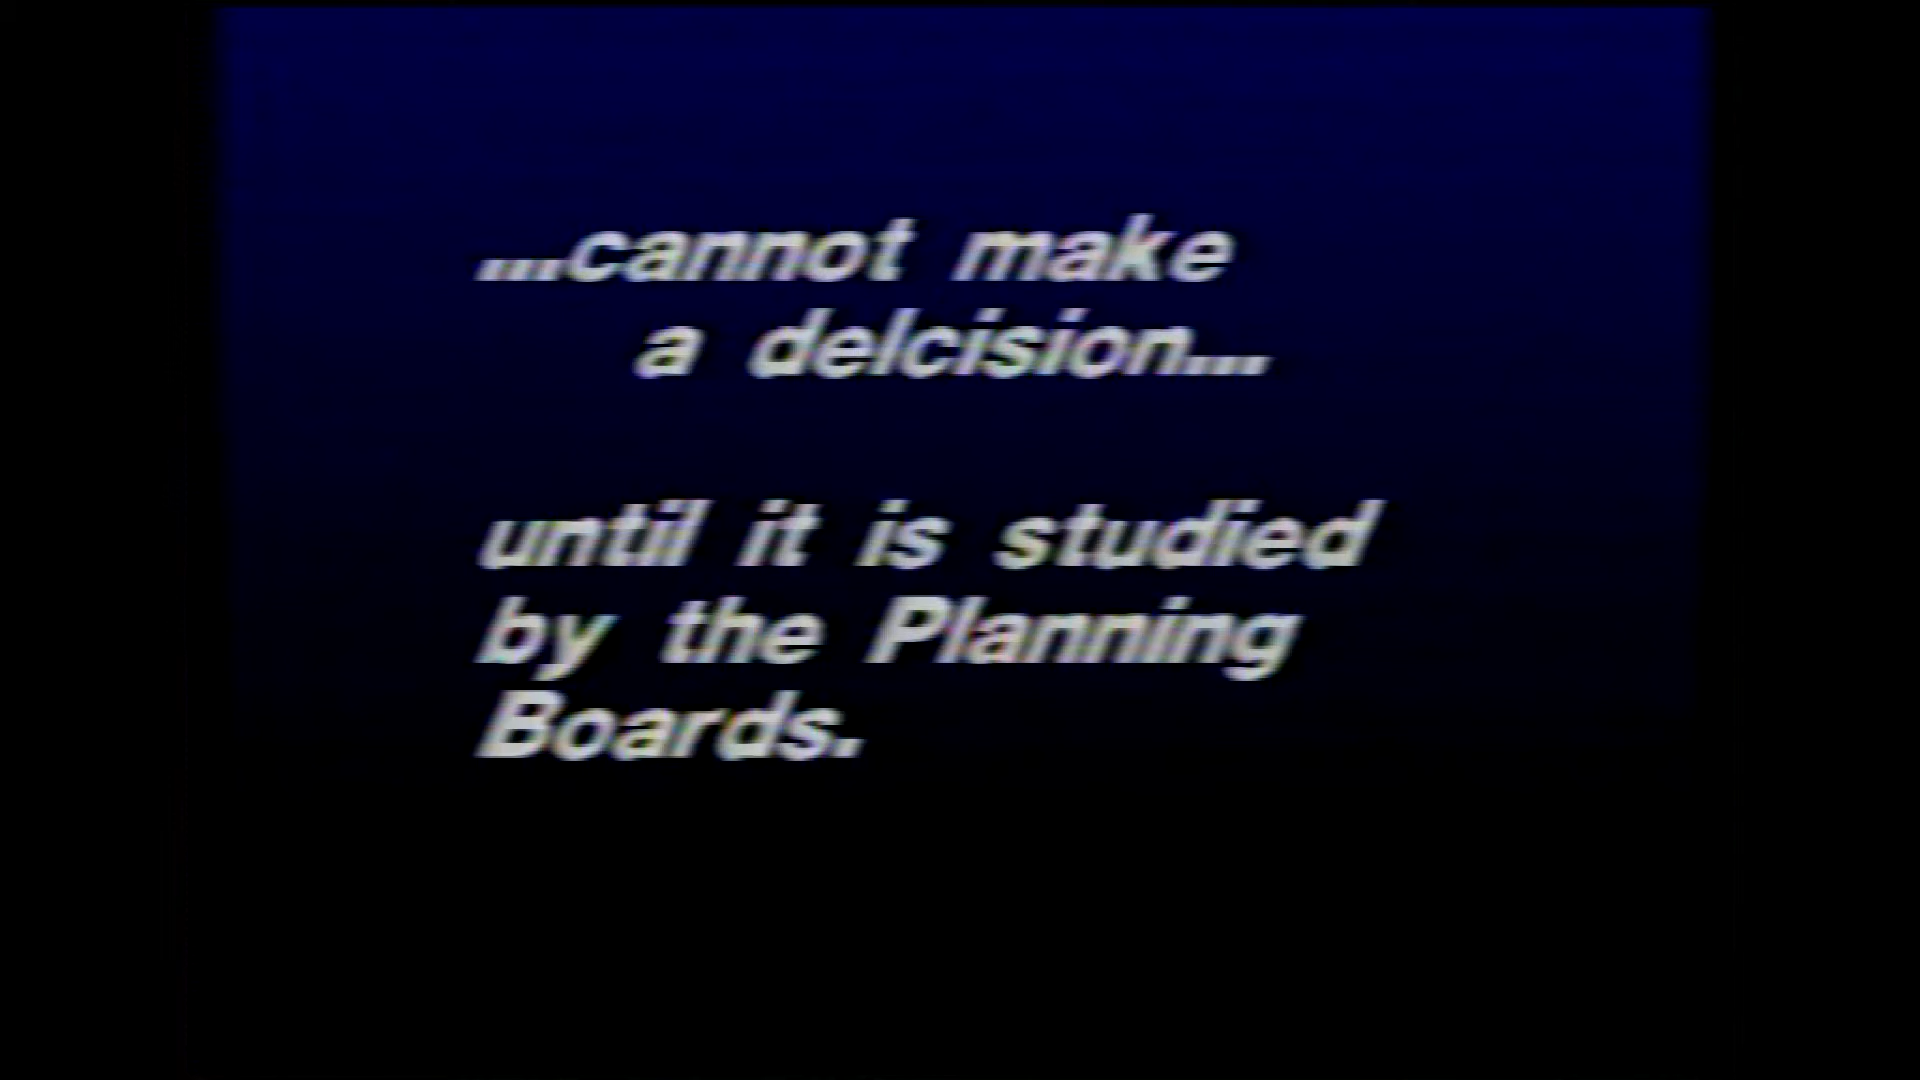 ...cannot make
a delcision...
until it is studied
by the Planning
Boards.